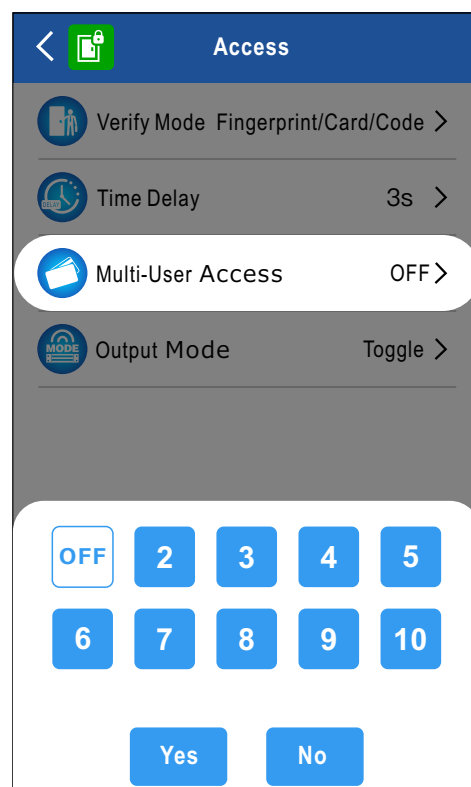 Access
Verify Mode Fingerprint/Card/Code
DELAY Time Delay 3s
Multi-User Access OFF
MODE Output Mode Toggle
OFF 2 3 4 5
6 7 8 9 10
Yes No